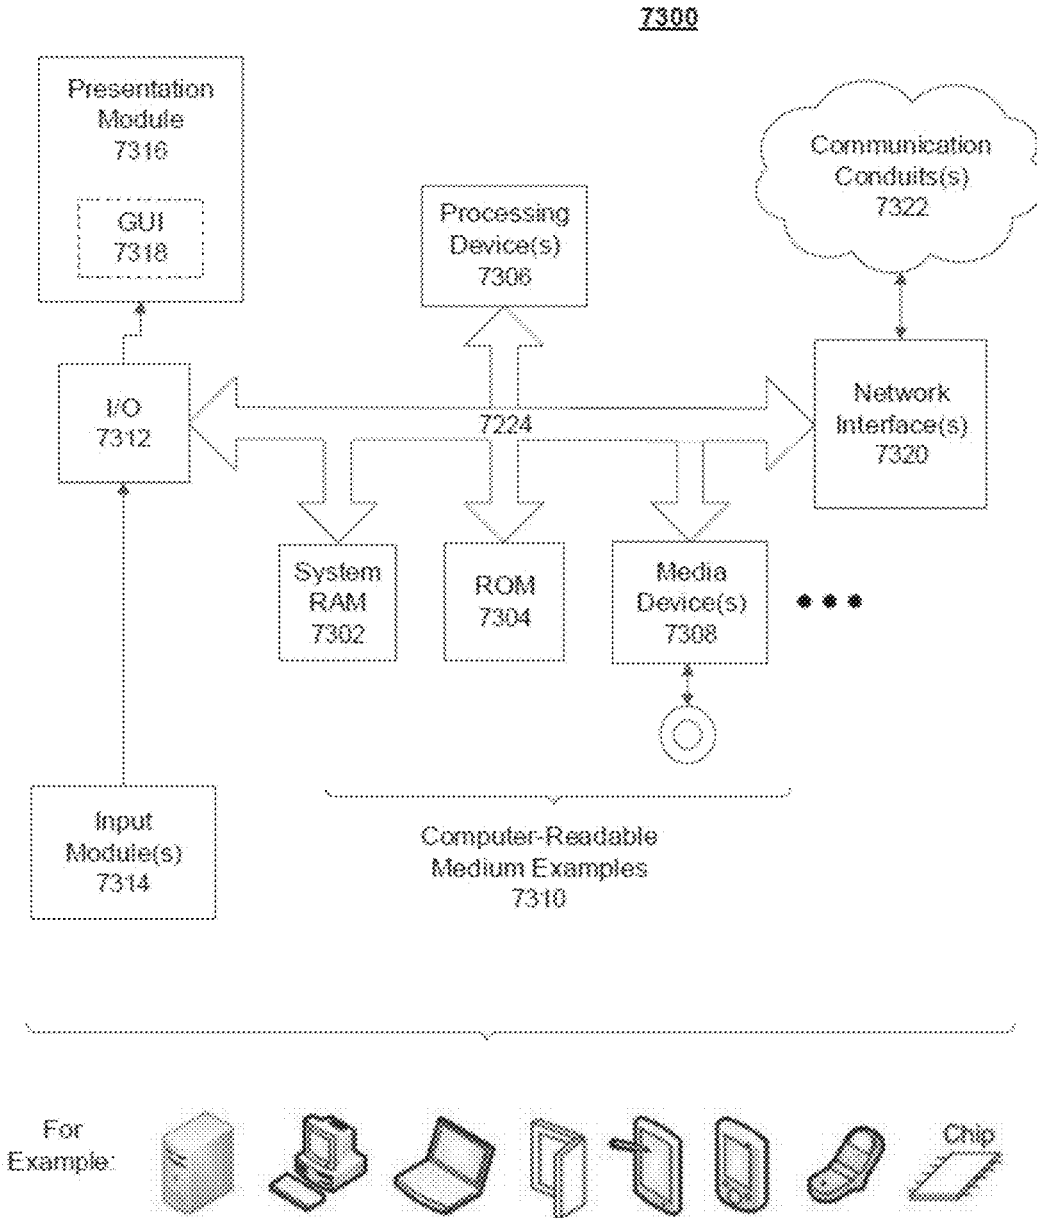 7300
Presentation
Module
7316
GUI
7318
Communication
Conduits(s)
7322
Processing
Device(s)
7306
I/O
7312
7224
Network
Interface(s)
7320
System
RAM
7302
ROM
7304
Media
Device(s)
7308
Input
Module(s)
7314
Computer-Readable
Medium Examples
7310
For
Example:
Chip